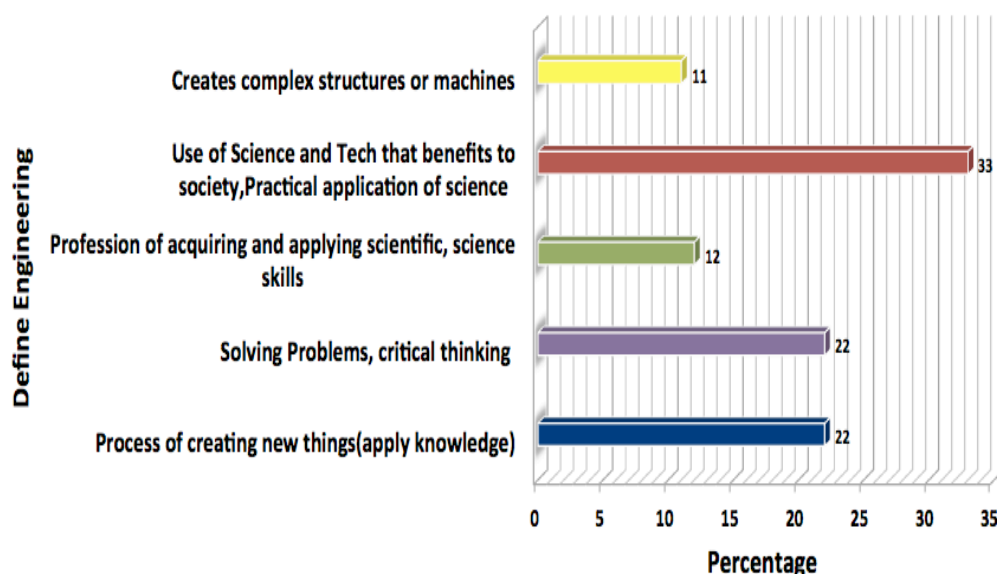 Define Engineering
Creates complex structures or machines
11
Use of Science and Tech that benefits to
society,Practical application of science
33
Profession of acquiring and applying scientific, science
skills
12
Solving Problems, critical thinking
22
Process of creating new things(apply knowledge)
22
0 5 10 15 20 25 30 35
Percentage